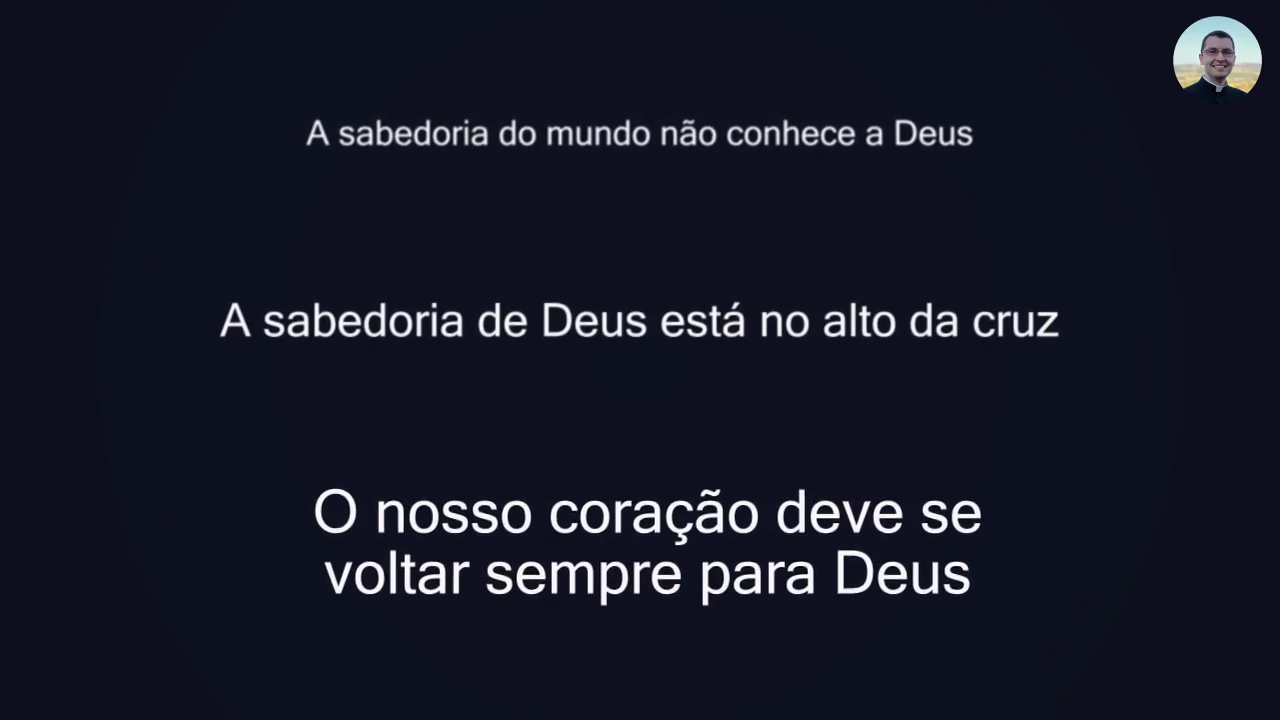 A sabedoria do mundo não conhece a Deus
A sabedoria de Deus está no alto da cruz
O nosso coração deve se
voltar sempre para Deus